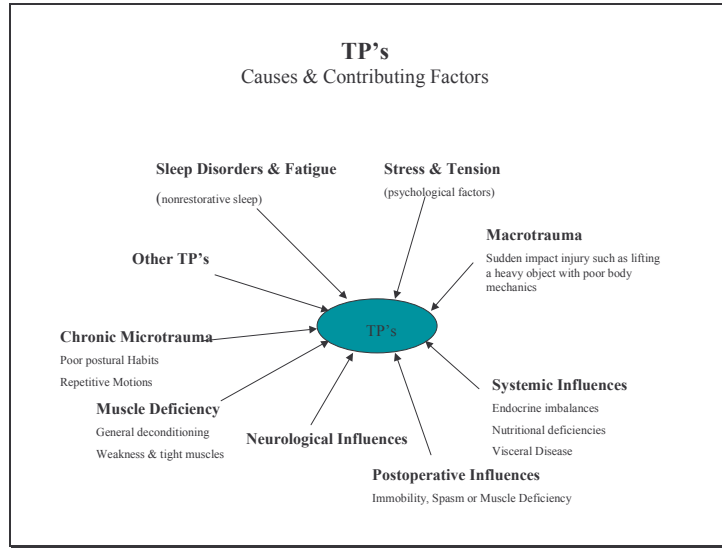 TP's
Causes & Contributing Factors
Sleep Disorders & Fatigue
(nonrestorative sleep)
Stress & Tension
(psychological factors)
Macrotrauma
Sudden impact injury such as lifting
a heavy object with poor body
mechanics
Other TP's
TP's
Chronic Microtrauma
Poor postural Habits
Repetitive Motions
Systemic Influences
Endocrine imbalances
Nutritional deficiencies
Visceral Disease
Muscle Deficiency
General deconditioning
Weakness & tight muscles
Neurological Influences
Postoperative Influences
Immobility, Spasm or Muscle Deficiency